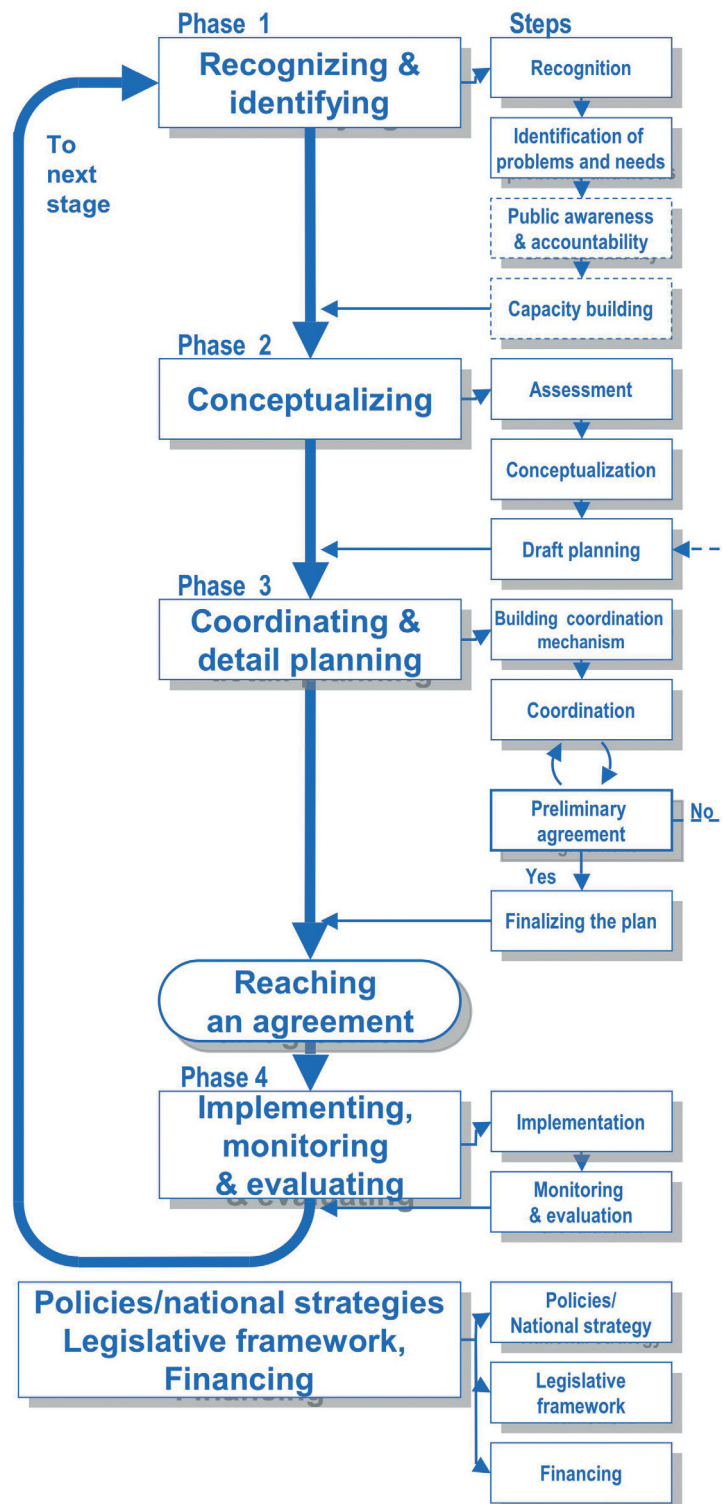 Phase 1
Steps
Recognizing &
identifying
Recognition
To
next
stage
Identification of
problems and needs
Public awareness
& accountability
Capacity building
Phase 2
Conceptualizing
Assessment
Conceptualization
Draft planning
Phase 3
Coordinating &
detail planning
Building coordination
mechanism
Coordination
Preliminary
agreement
No
Yes
Finalizing the plan
Reaching
an agreement
Phase 4
Implementing,
monitoring
& evaluating
Implementation
Monitoring
& evaluation
Policies/national strategies
Legislative framework,
Financing
Policies/
National strategy
Legislative
framework
Financing